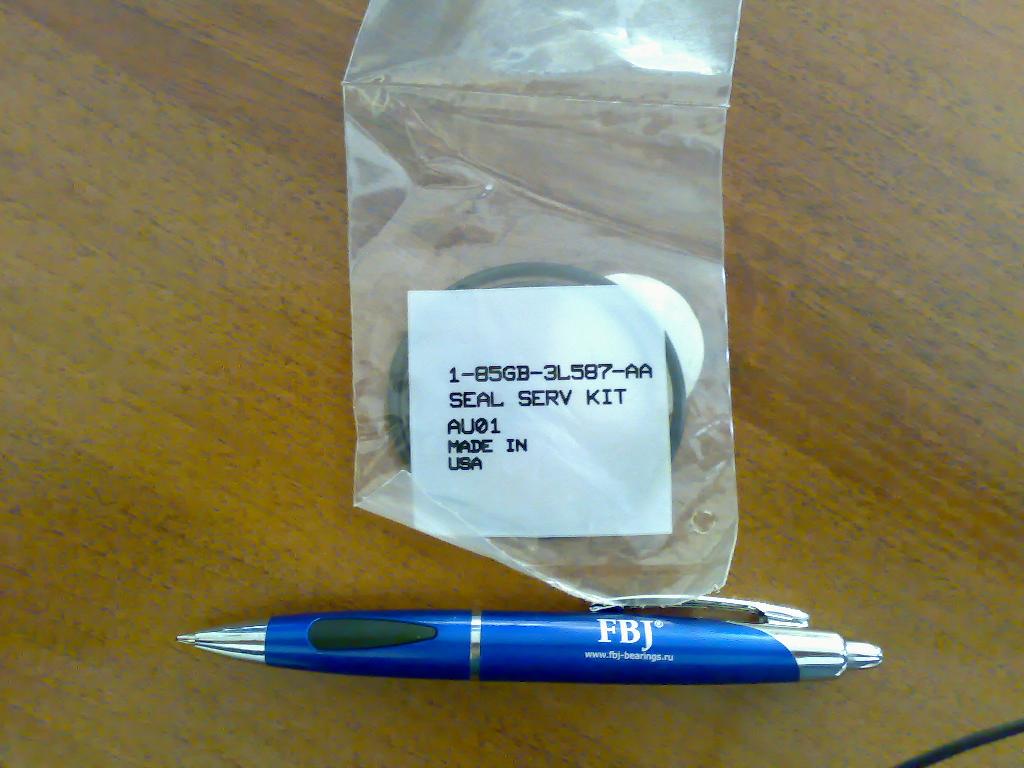 1-85GB-3L587-AA
SEAL SERV KIT
AU01
MADE IN
USA
FBJ®
www.fbj-bearings.ru